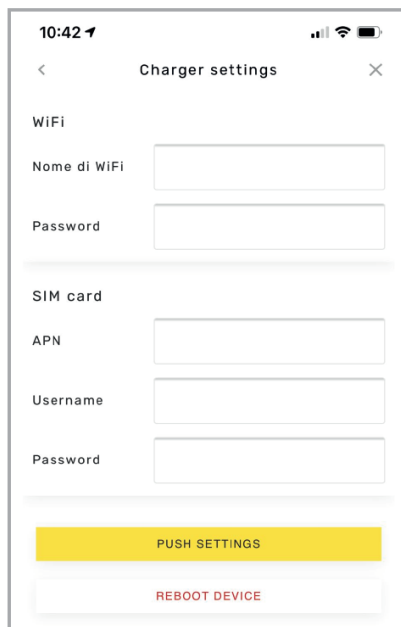 10:42
Charger settings
WiFi
Nome di WiFi
Password
SIM card
APN
Username
Password
PUSH SETTINGS
REBOOT DEVICE